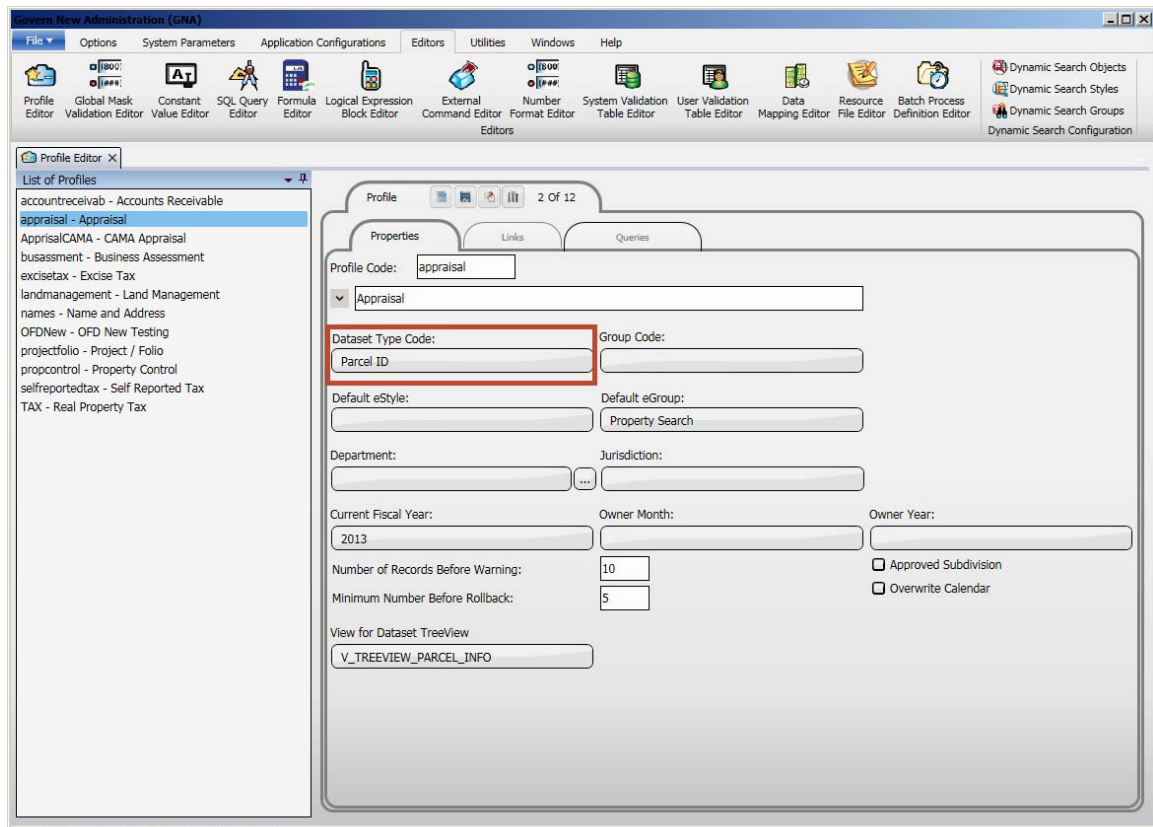 Govern New Administration (GNA)
File Options System Parameters Application Configurations Editors Utilities Windows Help
Profile Editor
Global Mask Validation Editor
Constant Value Editor
SQL Query Editor
Formula Editor
Logical Expression Block Editor
External Command Editor
Number Format Editor
System Validation Table Editor
User Validation Table Editor
Data Mapping Editor
Resource File Editor
Batch Process Definition Editor
Editors
Dynamic Search Objects
Dynamic Search Styles
Dynamic Search Groups
Dynamic Search Configuration
Profile Editor X
List of Profiles
accountreceivab - Accounts Receivable
appraisal - Appraisal
ApprisalCAMA - CAMA Appraisal
busassment - Business Assessment
excisetax - Excise Tax
landmanagement - Land Management
names - Name and Address
OFDNew - OFD New Testing
projectfolio - Project / Folio
propcontrol - Property Control
selfreportedtax - Self Reported Tax
TAX - Real Property Tax
Profile 2 Of 12
Properties Links Queries
Profile Code: appraisal
Appraisal
Dataset Type Code: Group Code:
Parcel ID
Default eStyle: Default eGroup:
Property Search
Department: Jurisdiction:
...
Current Fiscal Year: Owner Month: Owner Year:
2013
Number of Records Before Warning: 10 Approved Subdivision
Minimum Number Before Rollback: 5 Overwrite Calendar
View for Dataset TreeView
V_TREEVIEW_PARCEL_INFO